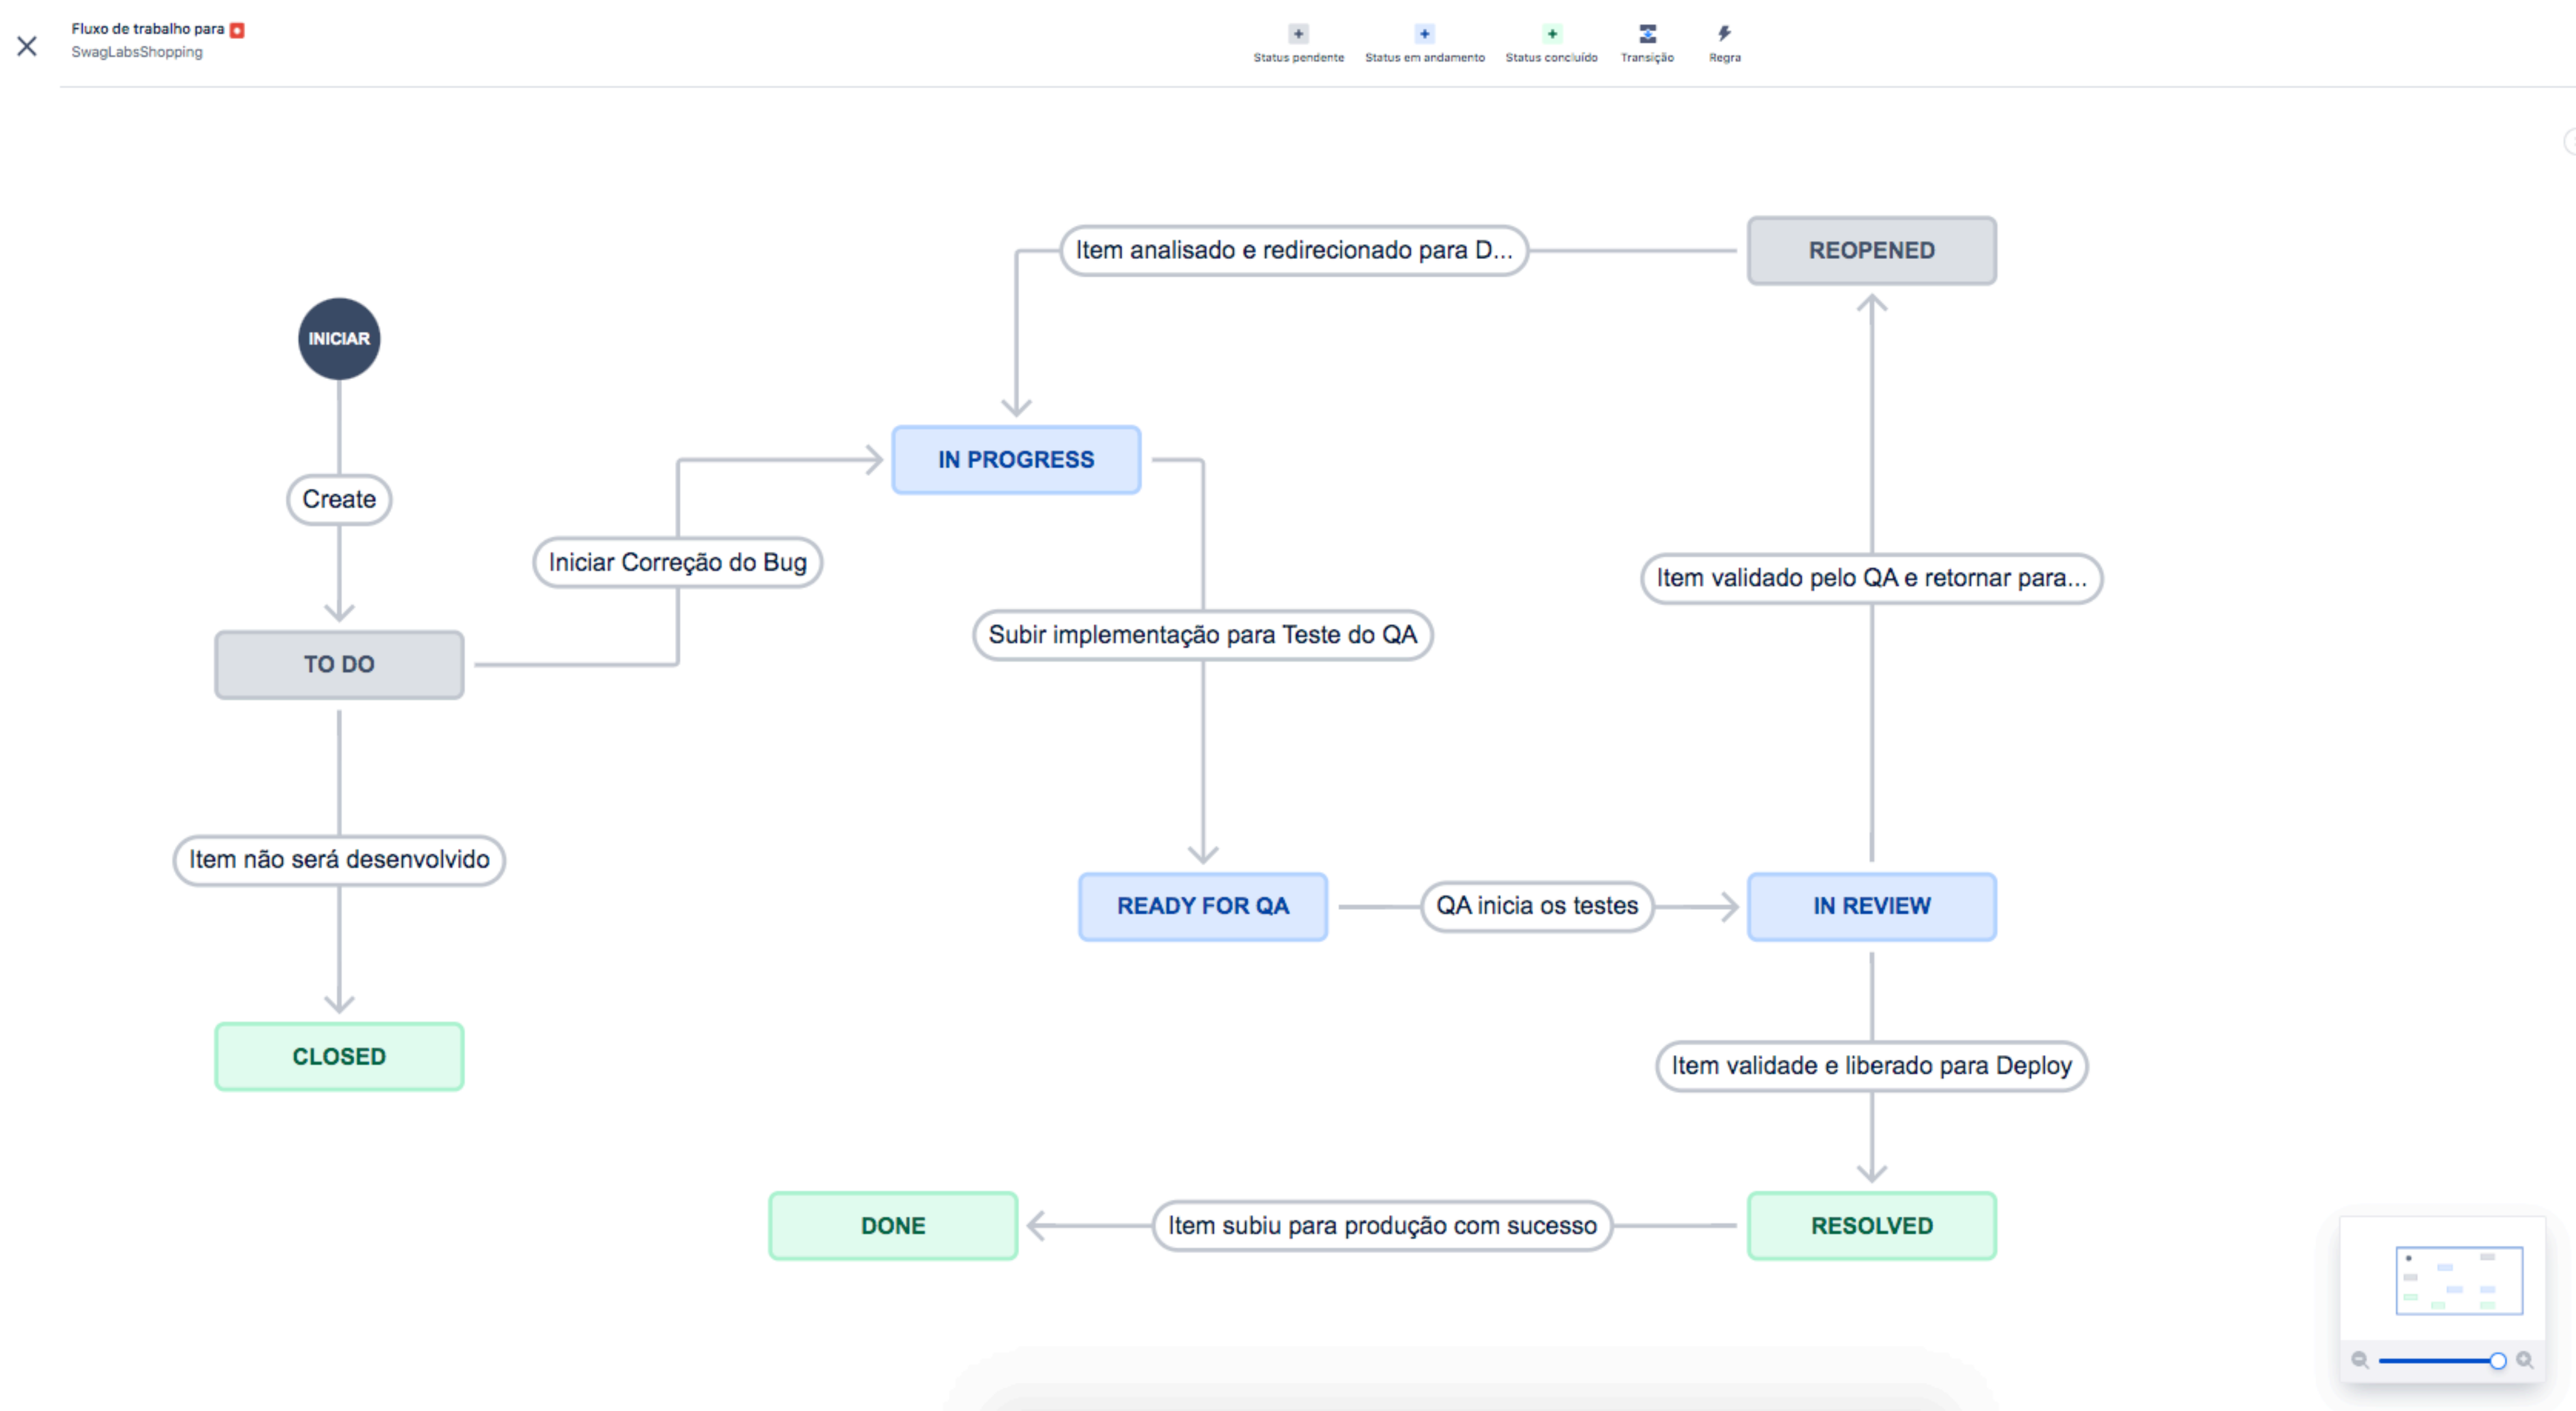 Fluxo de trabalho para
SwagLabsShopping
Status pendente
Status em andamento
Status concluído
Transição
Regra
Item analisado e redirecionado para D...
REOPENED
INICIAR
IN PROGRESS
Create
Iniciar Correção do Bug
Item validado pelo QA e retornar para...
Subir implementação para Teste do QA
TO DO
Item não será desenvolvido
READY FOR QA
QA inicia os testes
IN REVIEW
CLOSED
Item validade e liberado para Deploy
DONE
Item subiu para produção com sucesso
RESOLVED